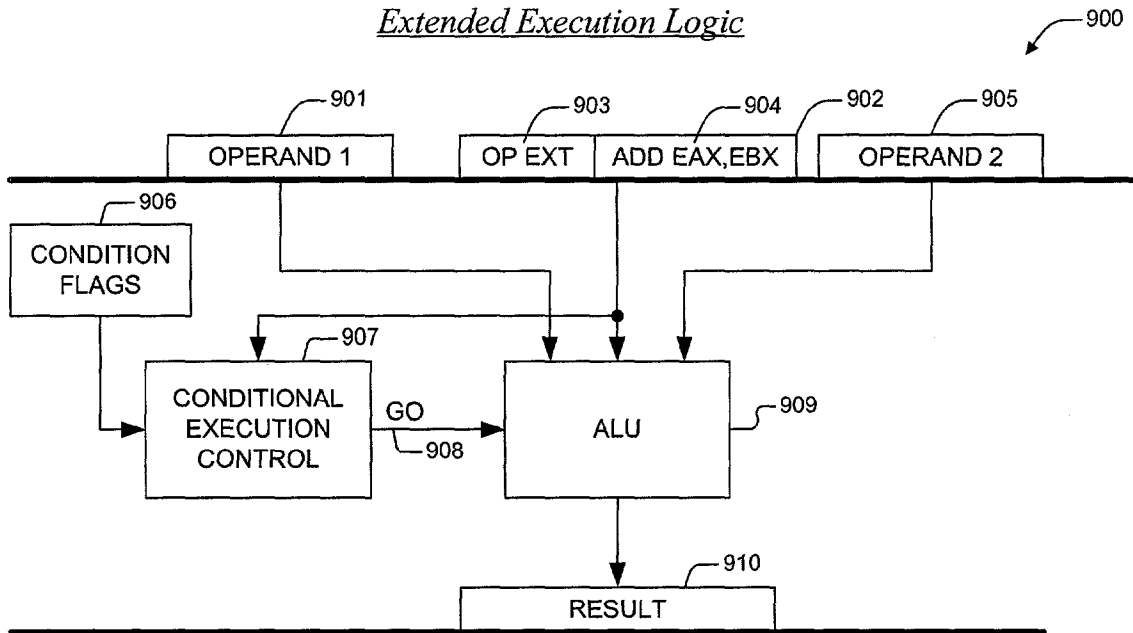 Extended Execution Logic
900
901
903
904
902
905
OPERAND 1
OP EXT
ADD EAX,EBX
OPERAND 2
906
CONDITION
FLAGS
907
CONDITIONAL
EXECUTION
CONTROL
GO
908
ALU
909
910
RESULT